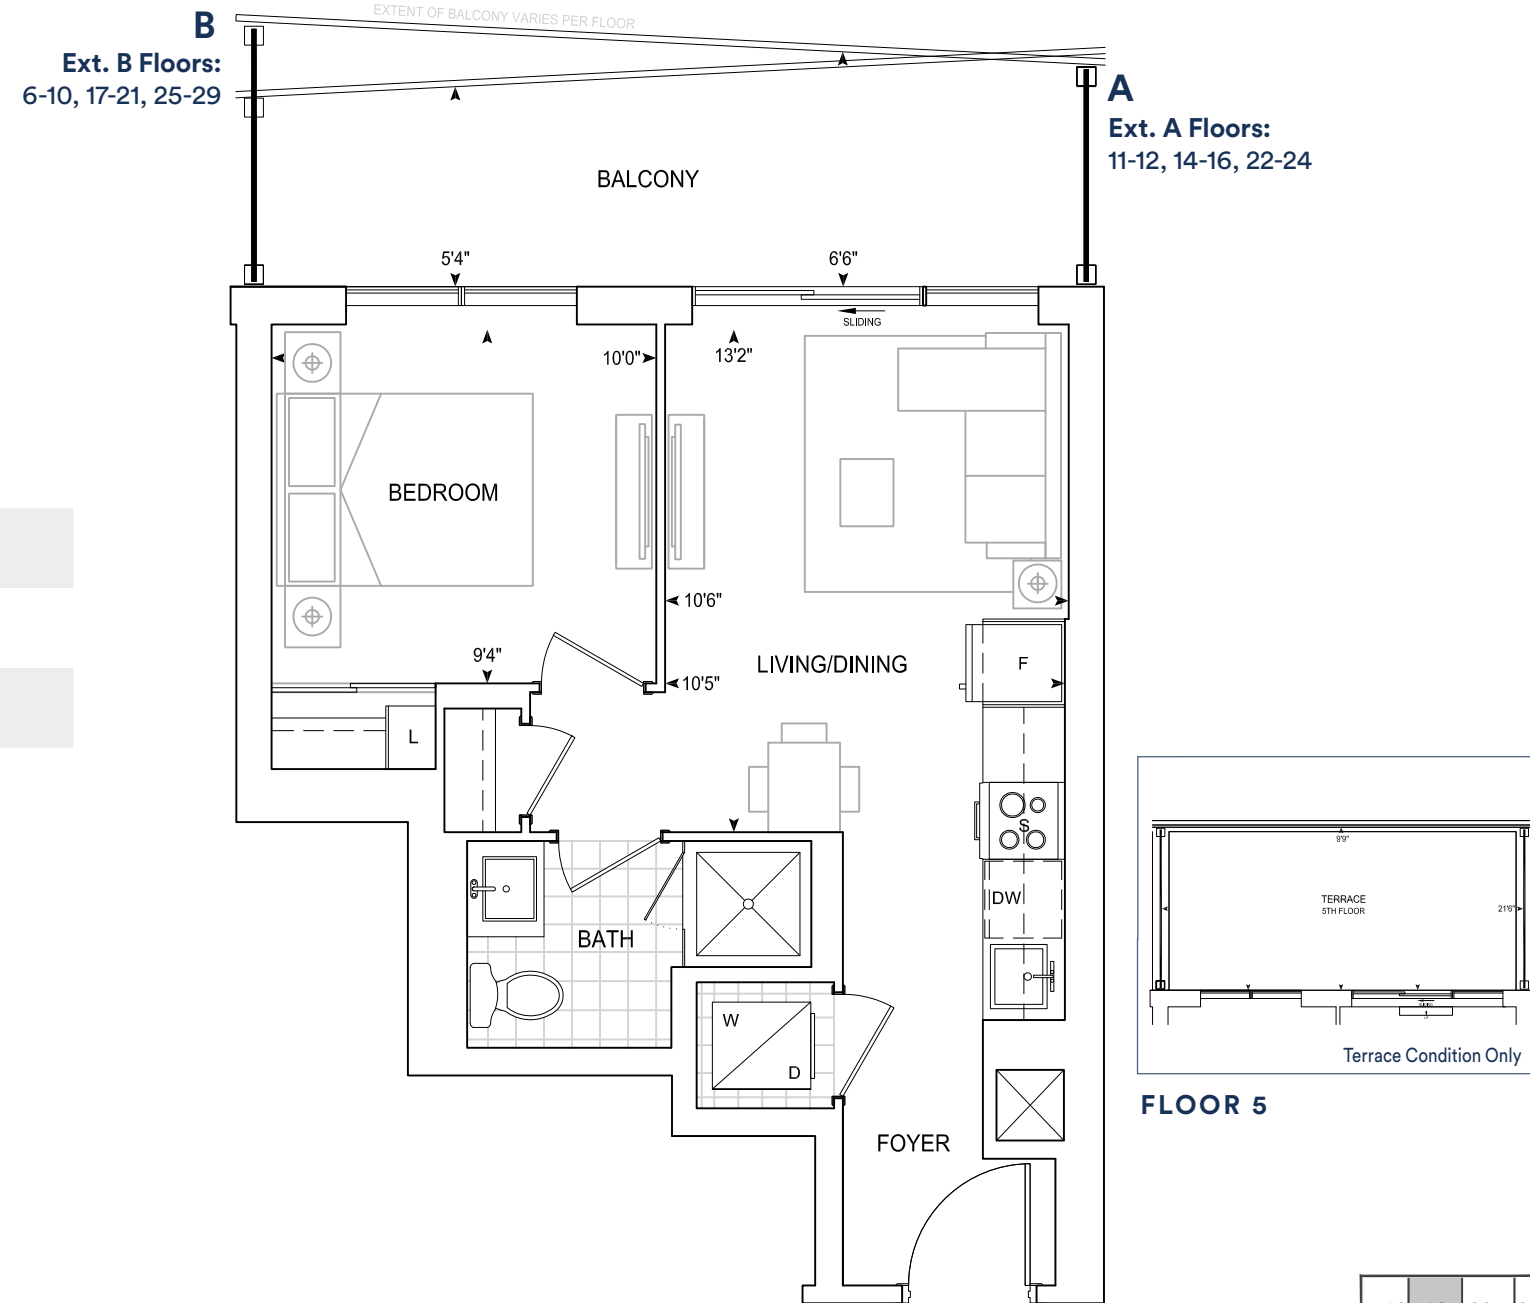 EXTENT OF BALCONY VARIES PER FLOOR
B
Ext. B Floors:
6-10, 17-21, 25-29
A
Ext. A Floors:
11-12, 14-16, 22-24
BALCONY
5'4"
6'6"
SLIDING
10'0"
13'2"
BEDROOM
10'6"
9'4"
LIVING/DINING
F
10'5"
L
S
DW
BATH
W
D
FOYER
9'9"
TERRACE
5TH FLOOR
21'6"
Terrace Condition Only
FLOOR 5